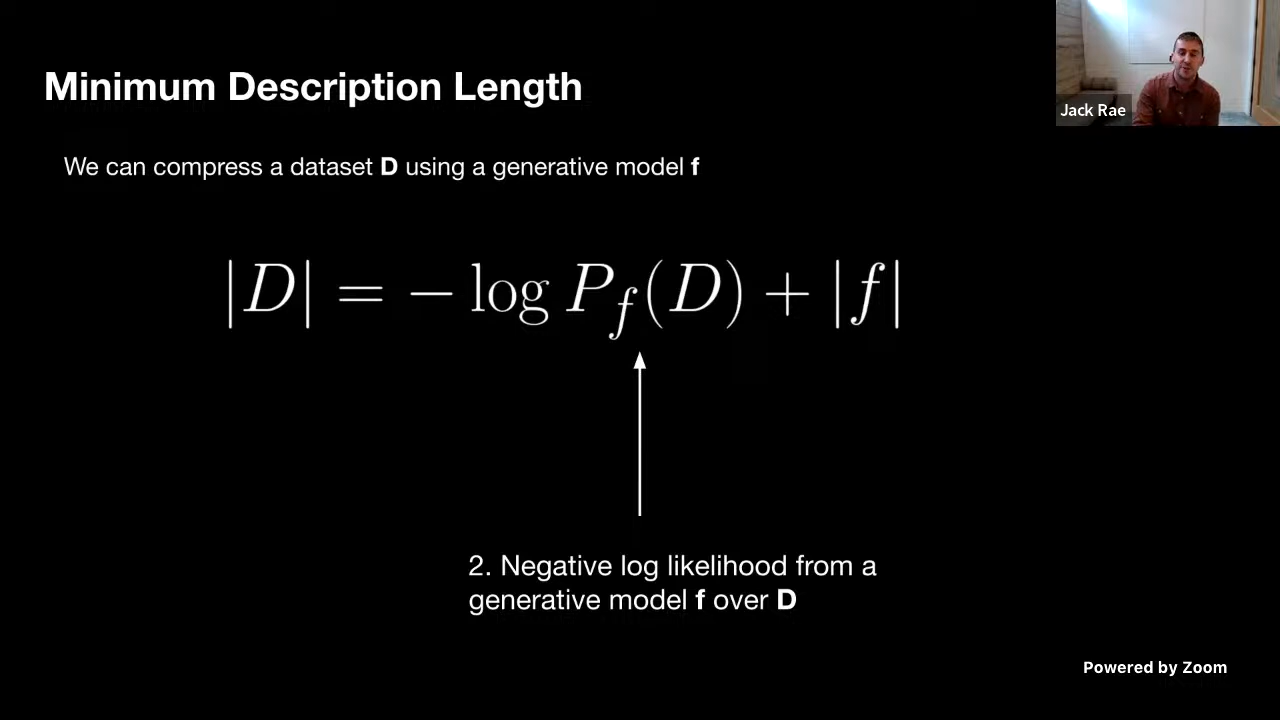 Minimum Description Length
Jack Rae
We can compress a dataset D using a generative model f
|D| = − log P_f(D) + |f|
2. Negative log likelihood from a
generative model f over D
Powered by Zoom